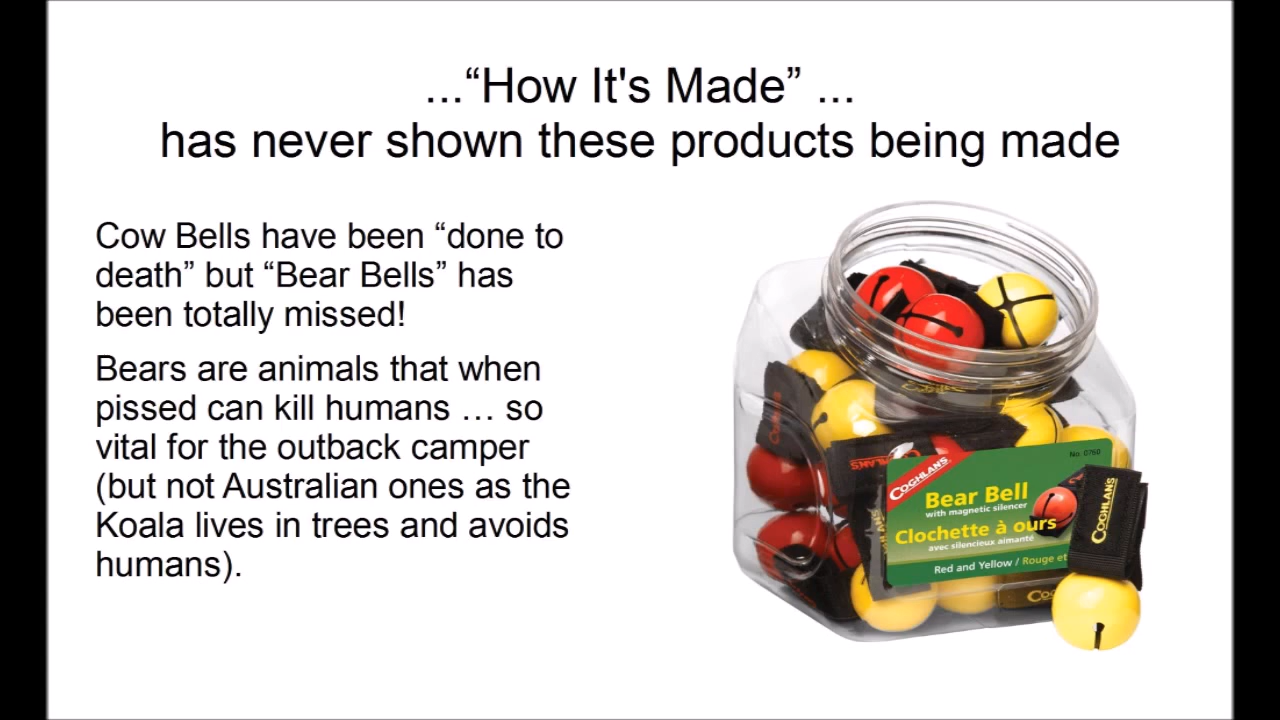 ...“How It's Made” ...
has never shown these products being made
Cow Bells have been “done to
death” but “Bear Bells” has
been totally missed!
Bears are animals that when
pissed can kill humans … so
vital for the outback camper
(but not Australian ones as the
Koala lives in trees and avoids
humans).
COGHLANS
No. 0760
COGHLANS
Bear Bell
with magnetic silencer
Clochette à ours
avec silencieux aimanté
Red and Yellow / Rouge et
COGHLANS